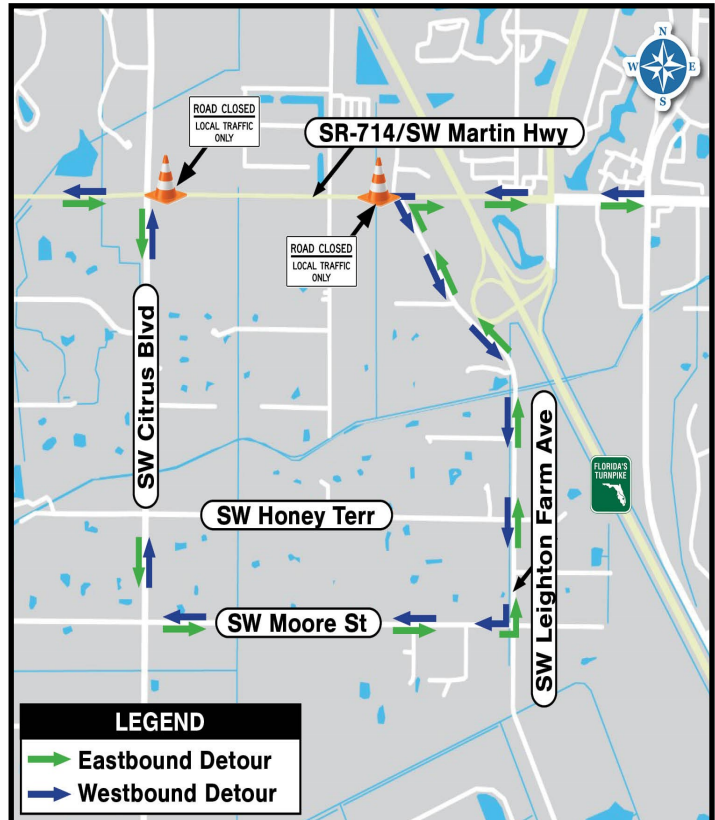 N
W E
S
ROAD CLOSED
LOCAL TRAFFIC
ONLY
SR-714/SW Martin Hwy
ROAD CLOSED
LOCAL TRAFFIC
ONLY
SW Citrus Blvd
FLORIDA'S
TURNPIKE
SW Honey Terr
SW Leighton Farm Ave
SW Moore St
LEGEND
Eastbound Detour
Westbound Detour